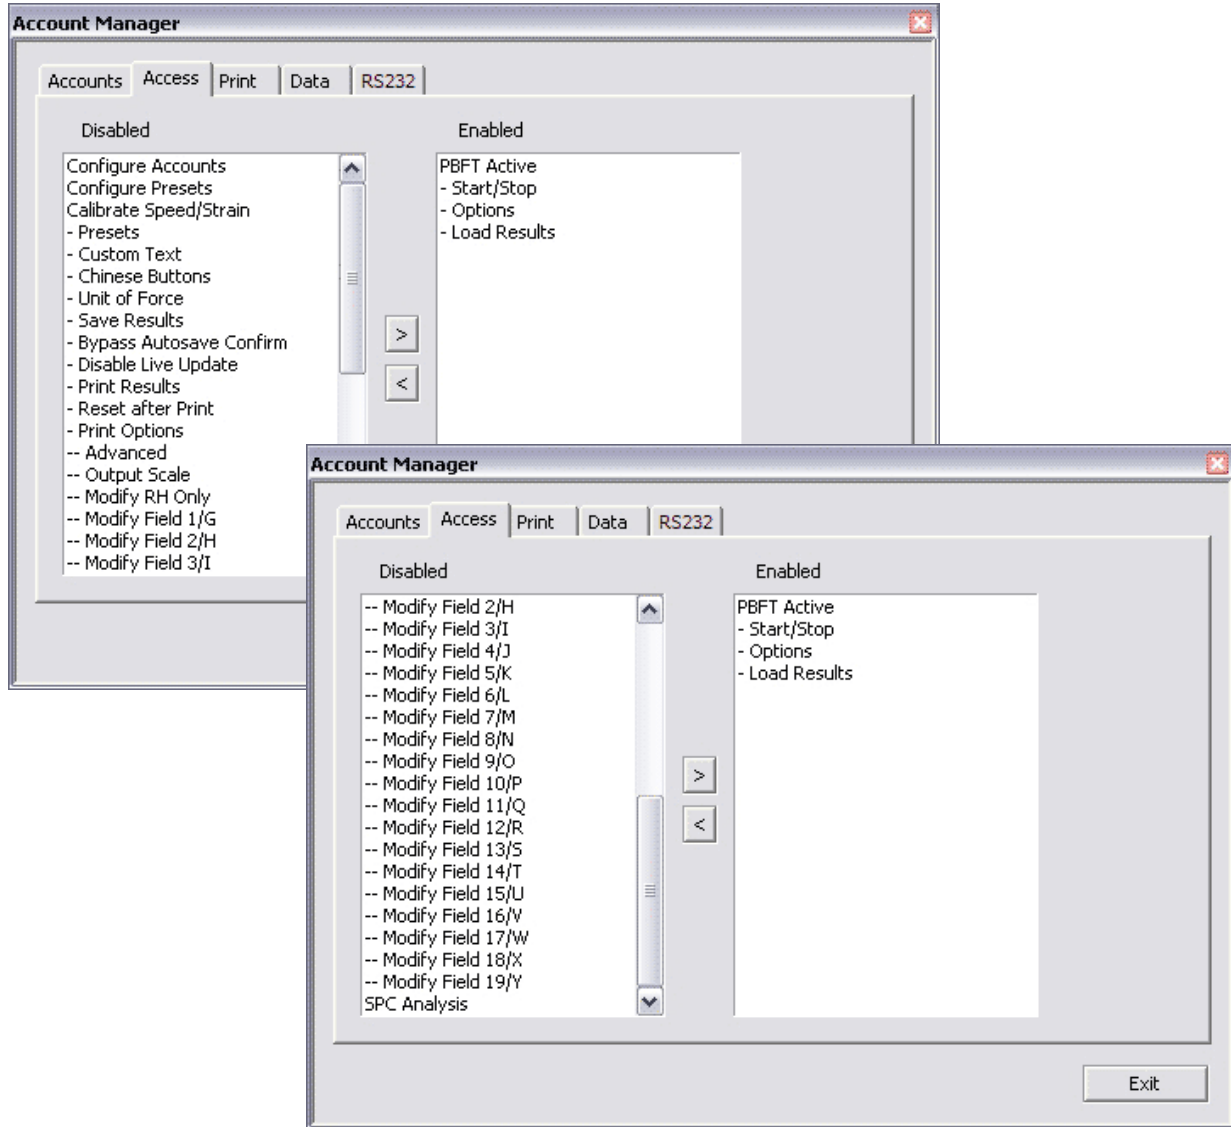 Account Manager
Accounts
Access
Print
Data
RS232
Disabled
Enabled
Configure Accounts
Configure Presets
Calibrate Speed/Strain
- Presets
- Custom Text
- Chinese Buttons
- Unit of Force
- Save Results
- Bypass Autosave Confirm
- Disable Live Update
- Print Results
- Reset after Print
- Print Options
-- Advanced
-- Output Scale
-- Modify RH Only
-- Modify Field 1/G
-- Modify Field 2/H
-- Modify Field 3/I
>
<
PBFT Active
- Start/Stop
- Options
- Load Results
Account Manager
Accounts
Access
Print
Data
RS232
Disabled
Enabled
-- Modify Field 2/H
-- Modify Field 3/I
-- Modify Field 4/J
-- Modify Field 5/K
-- Modify Field 6/L
-- Modify Field 7/M
-- Modify Field 8/N
-- Modify Field 9/O
-- Modify Field 10/P
-- Modify Field 11/Q
-- Modify Field 12/R
-- Modify Field 13/S
-- Modify Field 14/T
-- Modify Field 15/U
-- Modify Field 16/V
-- Modify Field 17/W
-- Modify Field 18/X
-- Modify Field 19/Y
SPC Analysis
>
<
PBFT Active
- Start/Stop
- Options
- Load Results
Exit